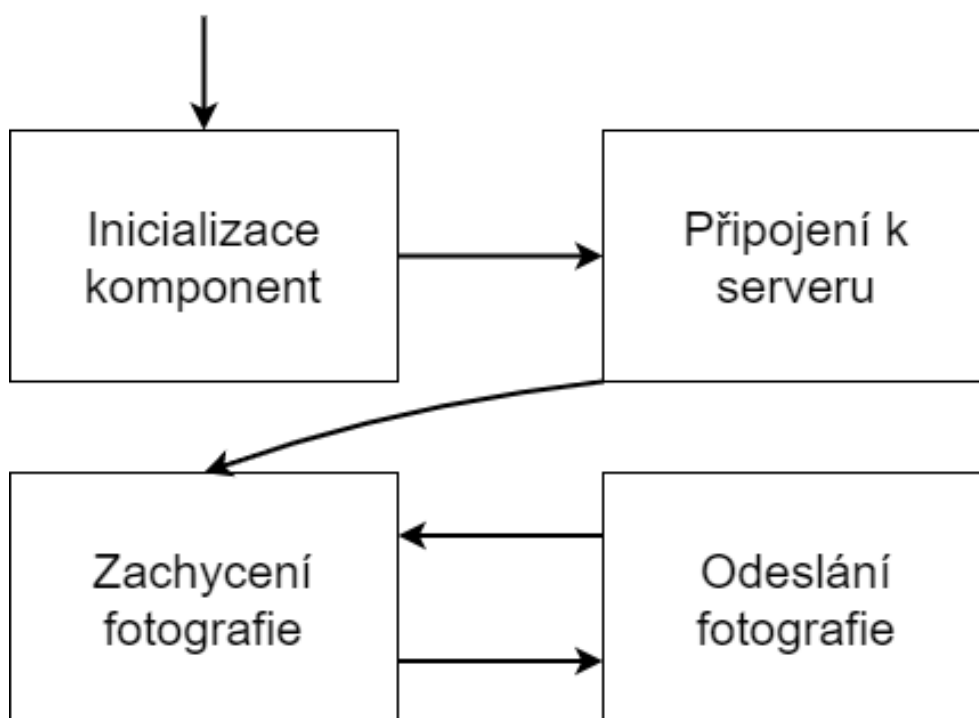 Inicializace
komponent
Připojení k
serveru
Zachycení
fotografie
Odeslání
fotografie